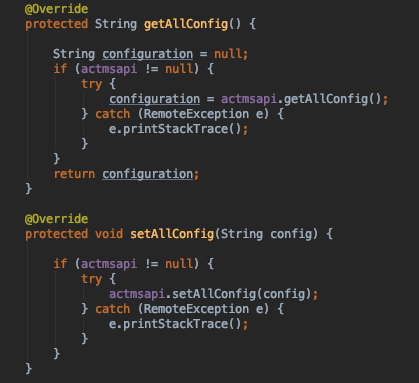 @Override
protected String getAllConfig() {
String configuration = null;
if (actmsapi != null) {
try {
configuration = actmsapi.getAllConfig();
} catch (RemoteException e) {
e.printStackTrace();
}
}
return configuration;
}
@Override
protected void setAllConfig(String config) {
if (actmsapi != null) {
try {
actmsapi.setAllConfig(config);
} catch (RemoteException e) {
e.printStackTrace();
}
}
}